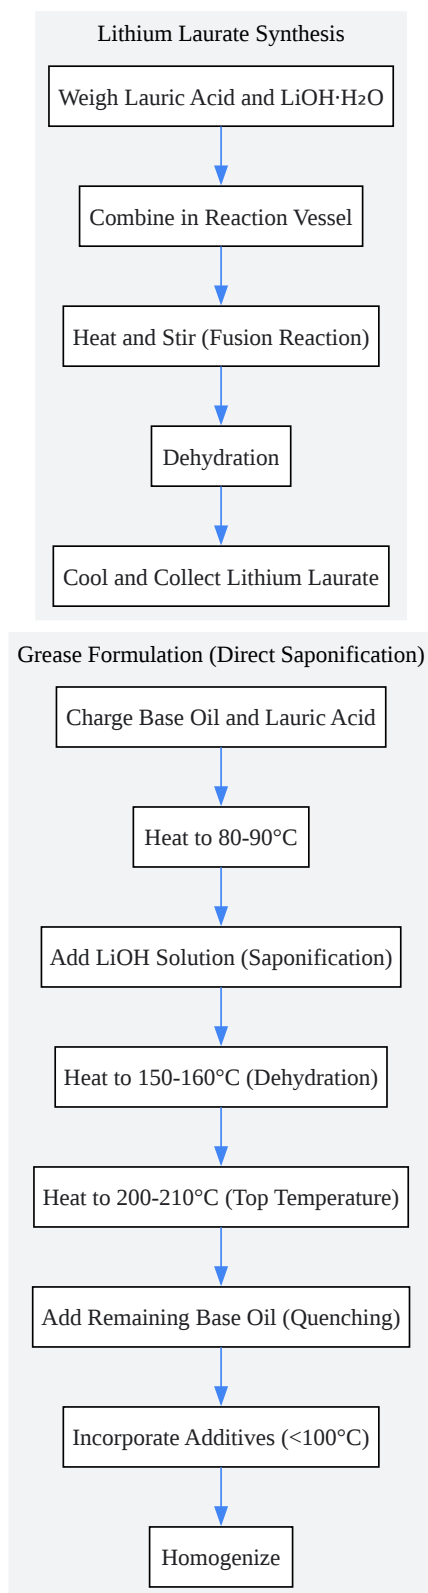 Lithium Laurate Synthesis
Weigh Lauric Acid and LiOH·H₂O
Combine in Reaction Vessel
Heat and Stir (Fusion Reaction)
Dehydration
Cool and Collect Lithium Laurate
Grease Formulation (Direct Saponification)
Charge Base Oil and Lauric Acid
Heat to 80-90°C
Add LiOH Solution (Saponification)
Heat to 150-160°C (Dehydration)
Heat to 200-210°C (Top Temperature)
Add Remaining Base Oil (Quenching)
Incorporate Additives (<100°C)
Homogenize